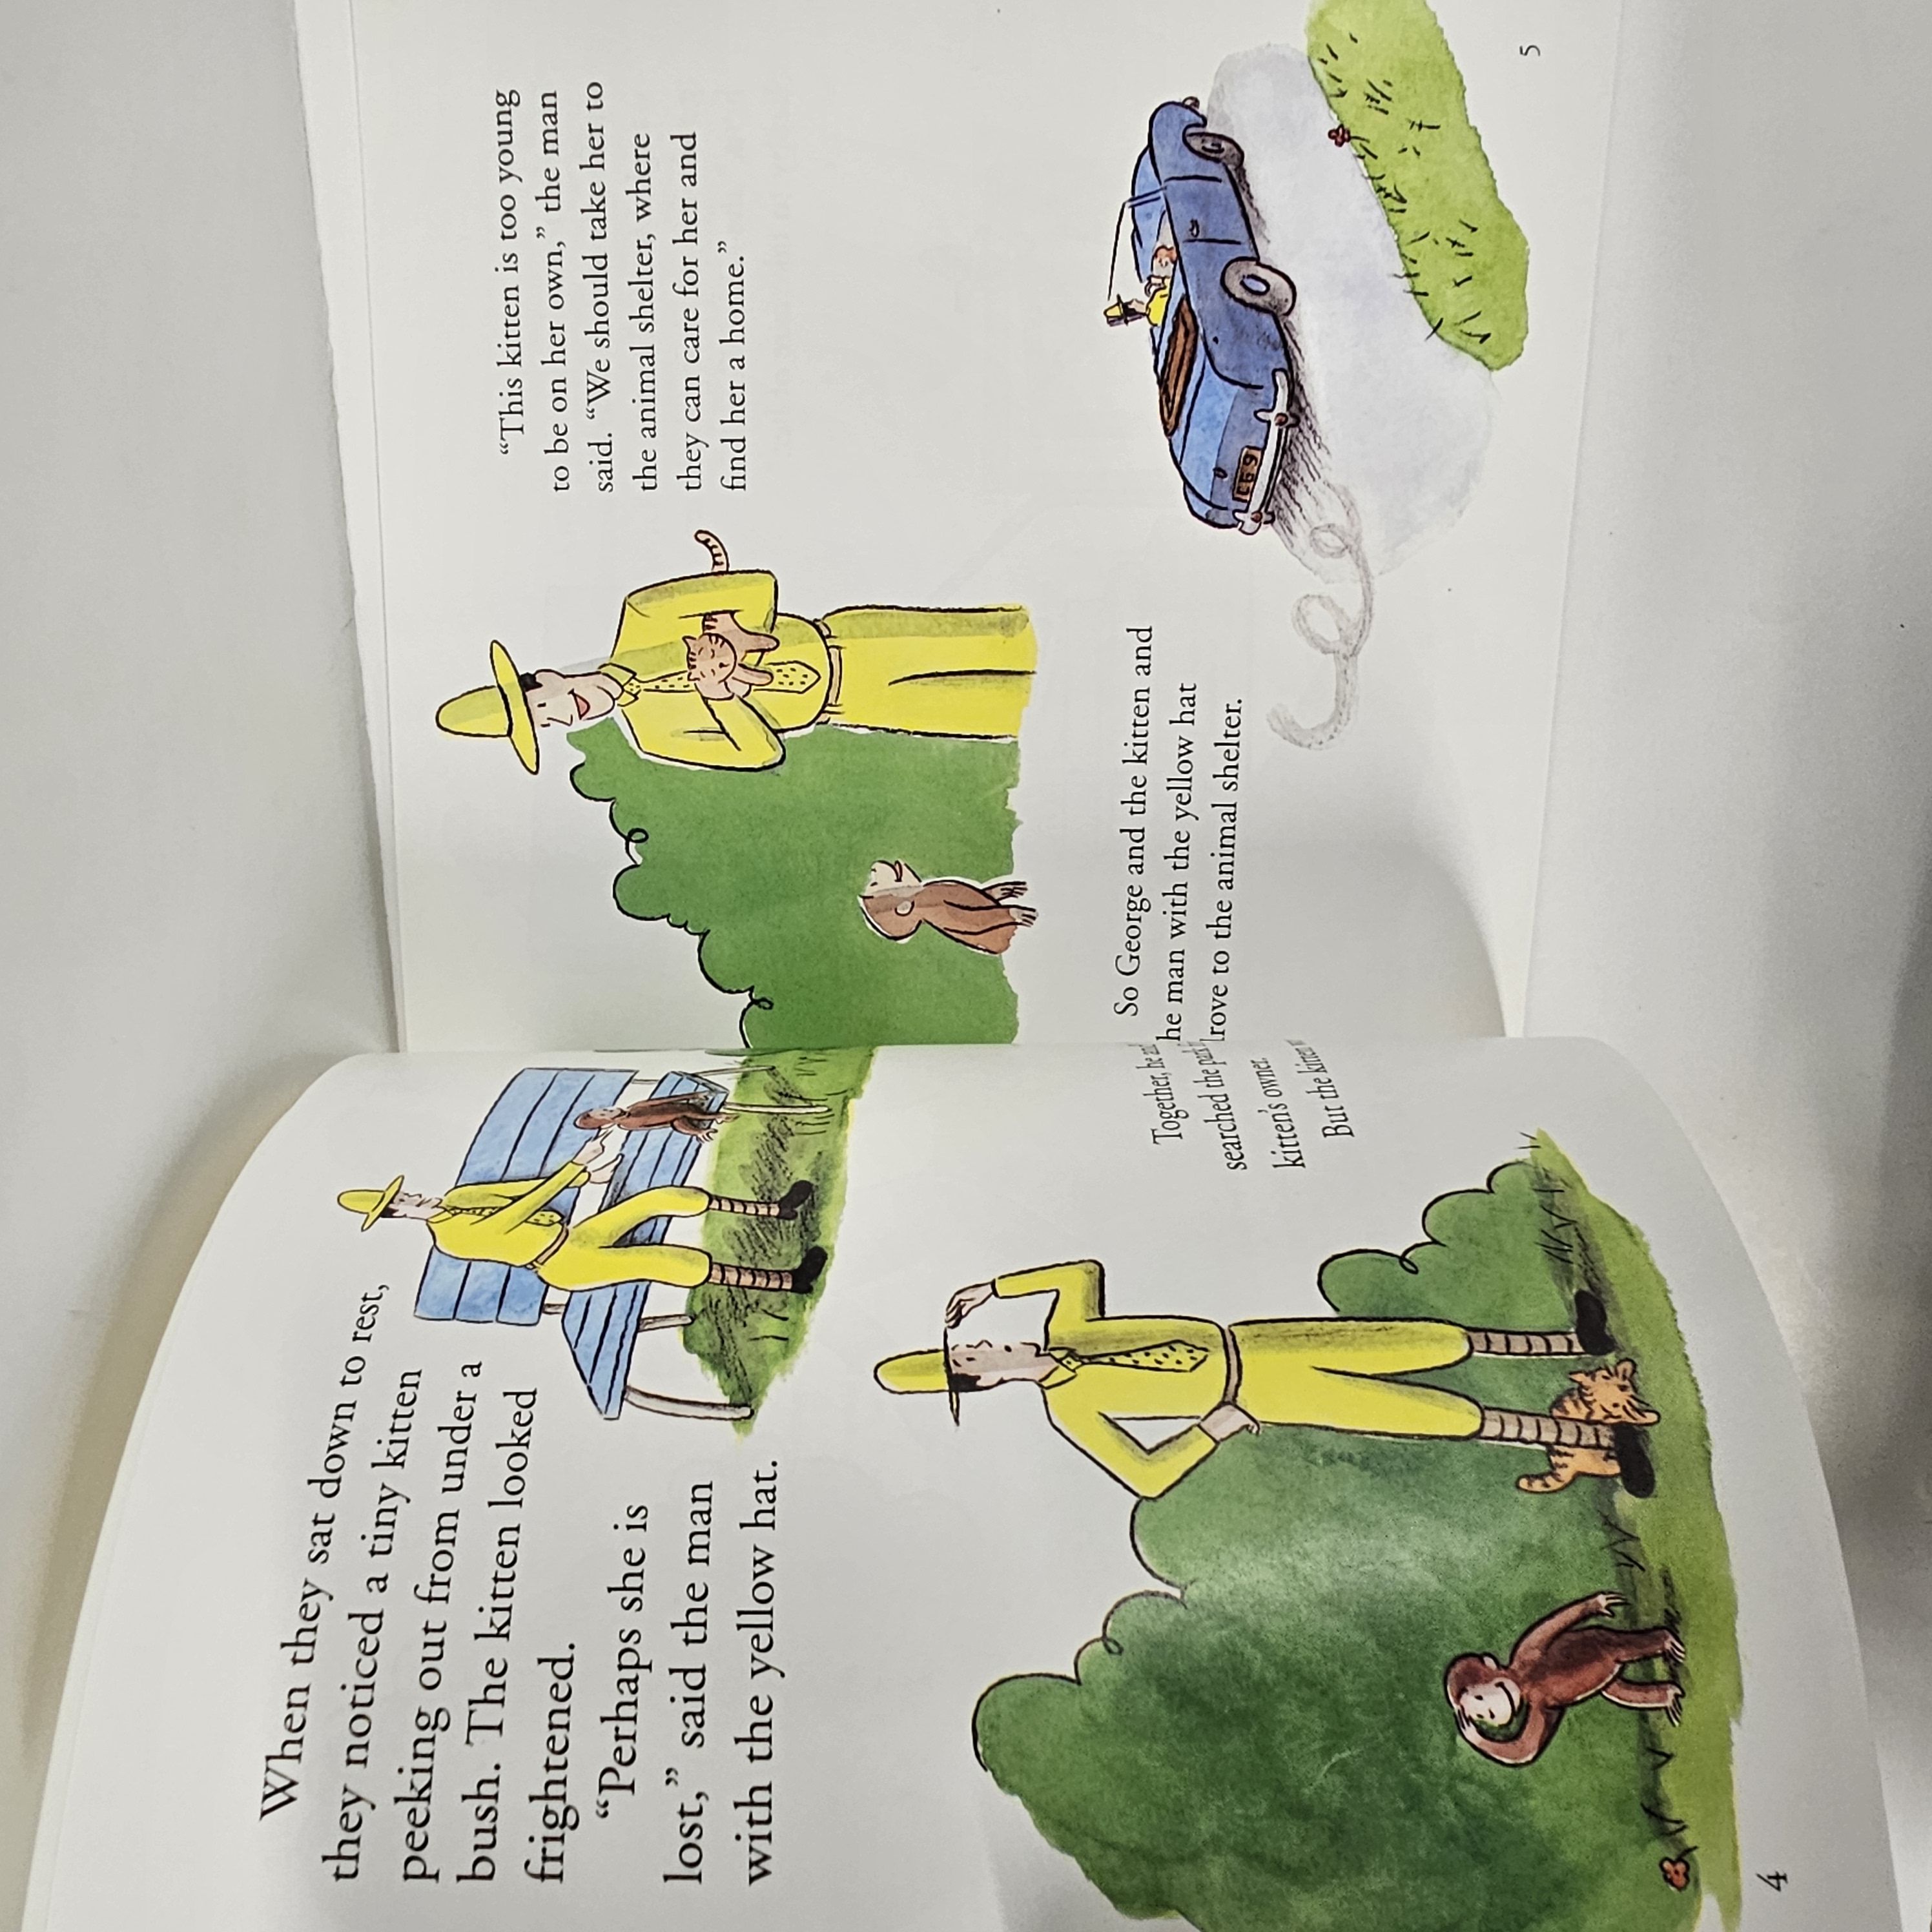 When they sat down to rest,
they noticed a tiny kitten
peeking out from under a
bush. The kitten looked
frightened.
“Perhaps she is
lost,” said the man
with the yellow hat.
Together, he and
searched the park
kitten's owner.
But the kitten
4
“This kitten is too young
to be on her own,” the man
said. “We should take her to
the animal shelter, where
they can care for her and
find her a home.”
So George and the kitten and
he man with the yellow hat
rove to the animal shelter.
5